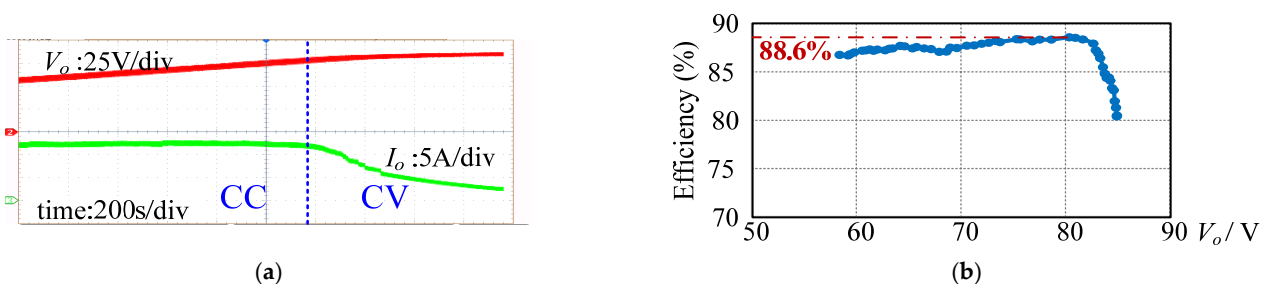 Vo :25V/div
2
Io :5A/div
CC
CV
time:200s/div
(a)
90
88.6%
85
80
75
70
Efficiency (%)
50
60
70
80
90
Vo / V
(b)